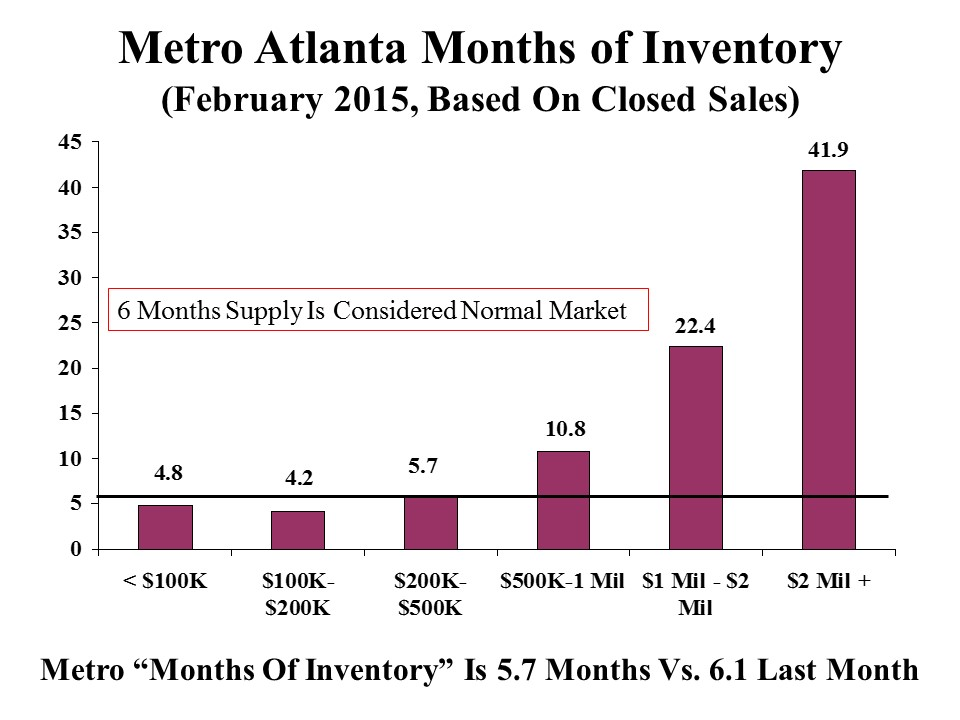 Metro Atlanta Months of Inventory
(February 2015, Based On Closed Sales)
45
40
35
30
25
20
15
10
5
0
41.9
6 Months Supply Is Considered Normal Market
22.4
10.8
5.7
4.8
4.2
< $100K
$100K-
$200K
$200K-
$500K
$500K-1 Mil
$1 Mil - $2
Mil
$2 Mil +
Metro “Months Of Inventory” Is 5.7 Months Vs. 6.1 Last Month